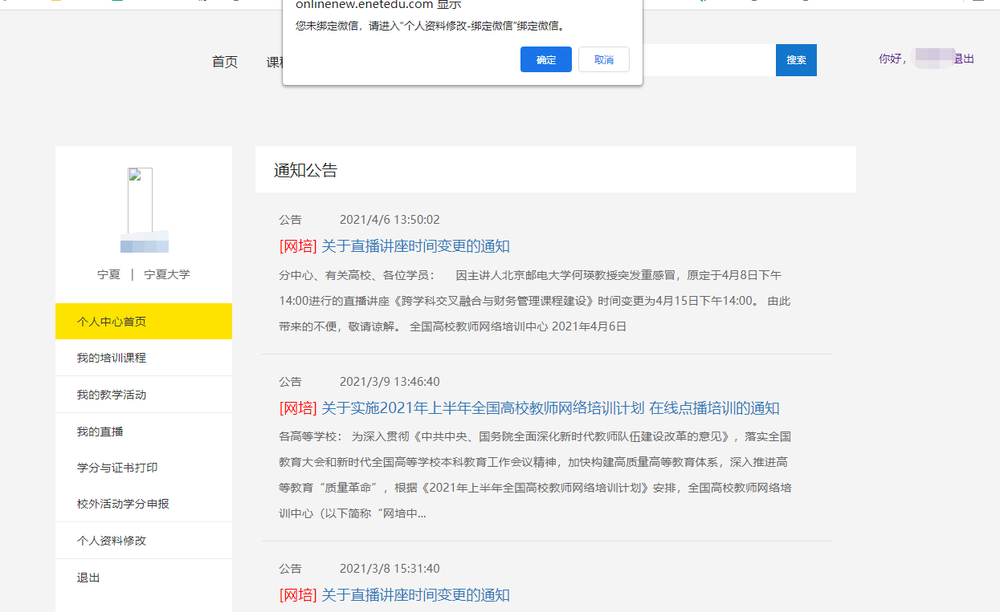 onlinenew.enetedu.com 显示
您未绑定微信，请进入“个人资料修改-绑定微信”绑定微信。
确定
取消
首页
搜索
你好，
退出
宁夏 | 宁夏大学
个人中心首页
我的培训课程
我的教学活动
我的直播
学分与证书打印
校外活动学分申报
个人资料修改
退出
通知公告
公告 2021/4/6 13:50:02
[网培] 关于直播讲座时间变更的通知
分中心、有关高校、各位学员： 因主讲人北京邮电大学何瑛教授突发重感冒，原定于4月8日下午
14:00进行的直播讲座《跨学科交叉融合与财务管理课程建设》时间变更为4月15日下午14:00。 由此
带来的不便，敬请谅解。 全国高校教师网络培训中心 2021年4月6日
公告 2021/3/9 13:46:40
[网培] 关于实施2021年上半年全国高校教师网络培训计划 在线点播培训的通知
各高等学校： 为深入贯彻《中共中央、国务院全面深化新时代教师队伍建设改革的意见》，落实全国
教育大会和新时代全国高等学校本科教育工作会议精神，加快构建高质量高等教育体系，深入推进高
等教育“质量革命”，根据《2021年上半年全国高校教师网络培训计划》安排，全国高校教师网络培
训中心（以下简称“网培中...
公告 2021/3/8 15:31:40
[网培] 关于直播讲座时间变更的通知